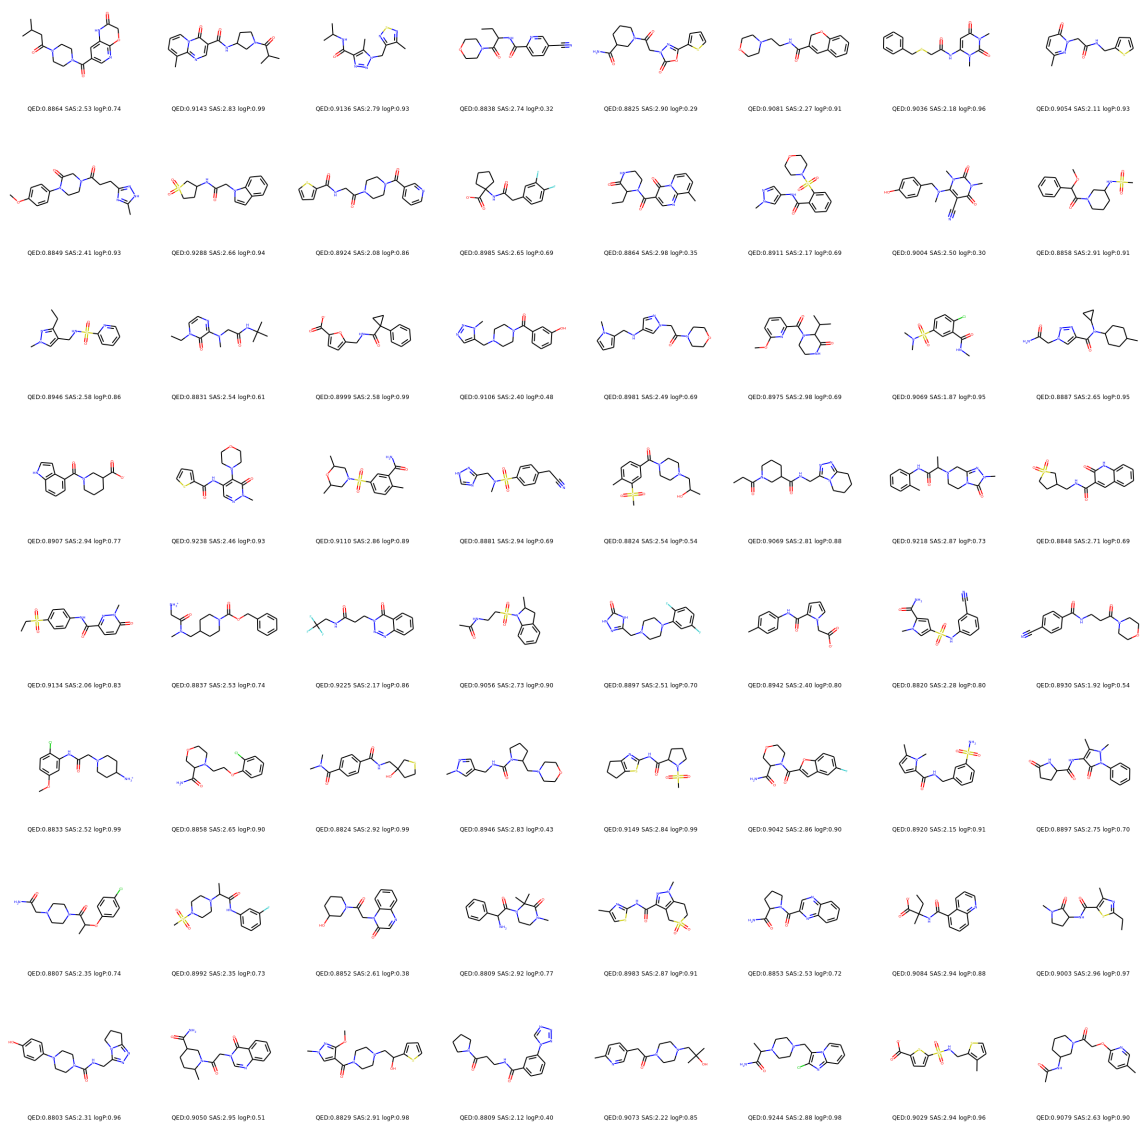 QED:0.8864 SAS:2.53 logP:0.74 QED:0.9143 SAS:2.83 logP:0.99 QED:0.9136 SAS:2.79 logP:0.93 QED:0.8838 SAS:2.74 logP:0.32 QED:0.8825 SAS:2.90 logP:0.29 QED:0.9081 SAS:2.27 logP:0.91 QED:0.9036 SAS:2.18 logP:0.96 QED:0.9054 SAS:2.11 logP:0.93
QED:0.8849 SAS:2.41 logP:0.93 QED:0.9288 SAS:2.66 logP:0.94 QED:0.8924 SAS:2.08 logP:0.86 QED:0.8985 SAS:2.65 logP:0.69 QED:0.8864 SAS:2.98 logP:0.35 QED:0.8911 SAS:2.17 logP:0.69 QED:0.9004 SAS:2.50 logP:0.30 QED:0.8858 SAS:2.91 logP:0.91
QED:0.8946 SAS:2.58 logP:0.86 QED:0.8831 SAS:2.54 logP:0.61 QED:0.8999 SAS:2.58 logP:0.99 QED:0.9106 SAS:2.40 logP:0.48 QED:0.8981 SAS:2.49 logP:0.69 QED:0.8975 SAS:2.98 logP:0.69 QED:0.9069 SAS:1.87 logP:0.95 QED:0.8887 SAS:2.65 logP:0.95
QED:0.8907 SAS:2.94 logP:0.77 QED:0.9238 SAS:2.46 logP:0.93 QED:0.9110 SAS:2.86 logP:0.89 QED:0.8881 SAS:2.94 logP:0.69 QED:0.8824 SAS:2.54 logP:0.54 QED:0.9069 SAS:2.81 logP:0.88 QED:0.9218 SAS:2.87 logP:0.73 QED:0.8848 SAS:2.71 logP:0.69
QED:0.9134 SAS:2.06 logP:0.83 QED:0.8837 SAS:2.53 logP:0.74 QED:0.9225 SAS:2.17 logP:0.86 QED:0.9056 SAS:2.73 logP:0.90 QED:0.8897 SAS:2.51 logP:0.70 QED:0.8942 SAS:2.40 logP:0.80 QED:0.8820 SAS:2.28 logP:0.80 QED:0.8930 SAS:1.92 logP:0.54
QED:0.8833 SAS:2.52 logP:0.99 QED:0.8858 SAS:2.65 logP:0.90 QED:0.8824 SAS:2.92 logP:0.99 QED:0.8946 SAS:2.83 logP:0.43 QED:0.9149 SAS:2.84 logP:0.99 QED:0.9042 SAS:2.86 logP:0.90 QED:0.8920 SAS:2.15 logP:0.91 QED:0.8897 SAS:2.75 logP:0.70
QED:0.8807 SAS:2.35 logP:0.74 QED:0.8992 SAS:2.35 logP:0.73 QED:0.8852 SAS:2.61 logP:0.38 QED:0.8809 SAS:2.92 logP:0.77 QED:0.8983 SAS:2.87 logP:0.91 QED:0.8853 SAS:2.53 logP:0.72 QED:0.9084 SAS:2.94 logP:0.88 QED:0.9003 SAS:2.96 logP:0.97
QED:0.8803 SAS:2.31 logP:0.96 QED:0.9050 SAS:2.95 logP:0.51 QED:0.8829 SAS:2.91 logP:0.98 QED:0.8809 SAS:2.12 logP:0.40 QED:0.9073 SAS:2.22 logP:0.85 QED:0.9244 SAS:2.88 logP:0.98 QED:0.9029 SAS:2.94 logP:0.96 QED:0.9079 SAS:2.63 logP:0.90